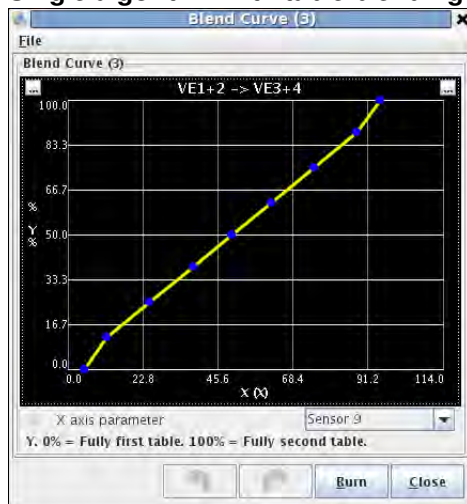 Blend Curve (3)
File
Blend Curve (3)
... VE1+2 -> VE3+4 ...
100.0
83.3
66.7
%
Y
50.0
%
33.3
16.7
0.0
0.0 22.8 45.6 68.4 91.2 114.0
X (X)
X axis parameter Sensor 9
Y. 0% = Fully first table. 100% = Fully second table.
Burn Close